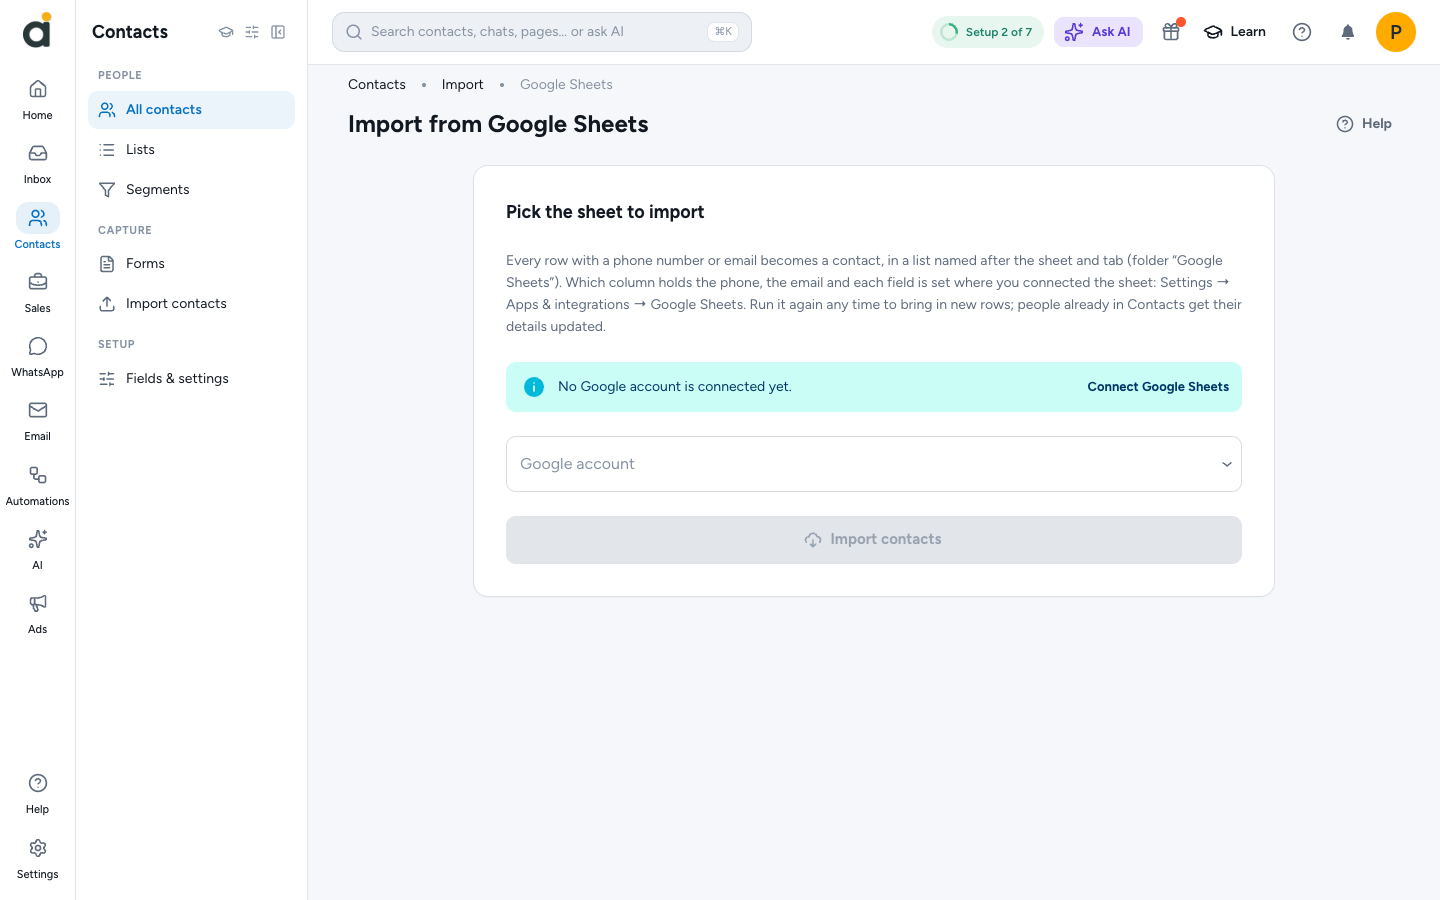 Contacts
Search contacts, chats, pages... or ask AI
⌘K
Setup 2 of 7
Ask AI
Learn
P
Home
Inbox
Contacts
Sales
WhatsApp
Email
Automations
AI
Ads
Help
Settings
PEOPLE
All contacts
Lists
Segments
CAPTURE
Forms
Import contacts
SETUP
Fields & settings
Contacts • Import • Google Sheets
Import from Google Sheets
Help
Pick the sheet to import
Every row with a phone number or email becomes a contact, in a list named after the sheet and tab (folder “Google
Sheets”). Which column holds the phone, the email and each field is set where you connected the sheet: Settings →
Apps & integrations → Google Sheets. Run it again any time to bring in new rows; people already in Contacts get their
details updated.
No Google account is connected yet.
Connect Google Sheets
Google account
Import contacts